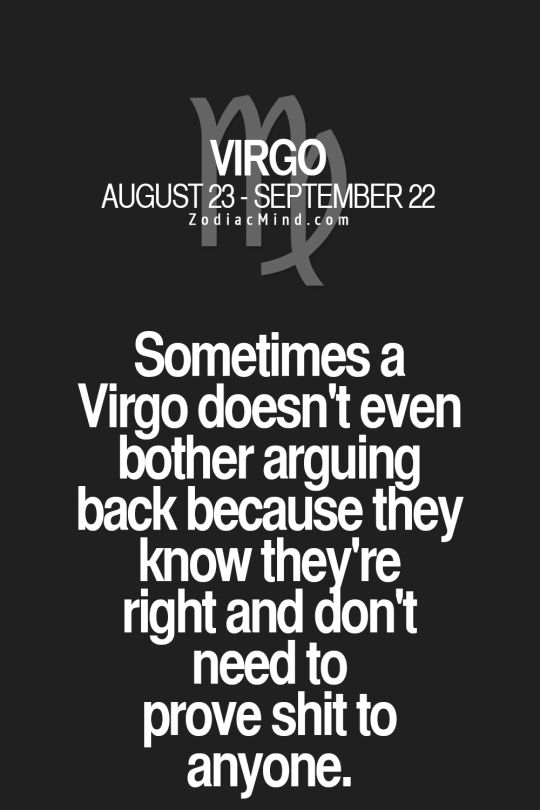 VIRGO
AUGUST 23 - SEPTEMBER 22
ZodiacMind.com
Sometimes a
Virgo doesn't even
bother arguing
back because they
know they're
right and don't
need to
prove shit to
anyone.